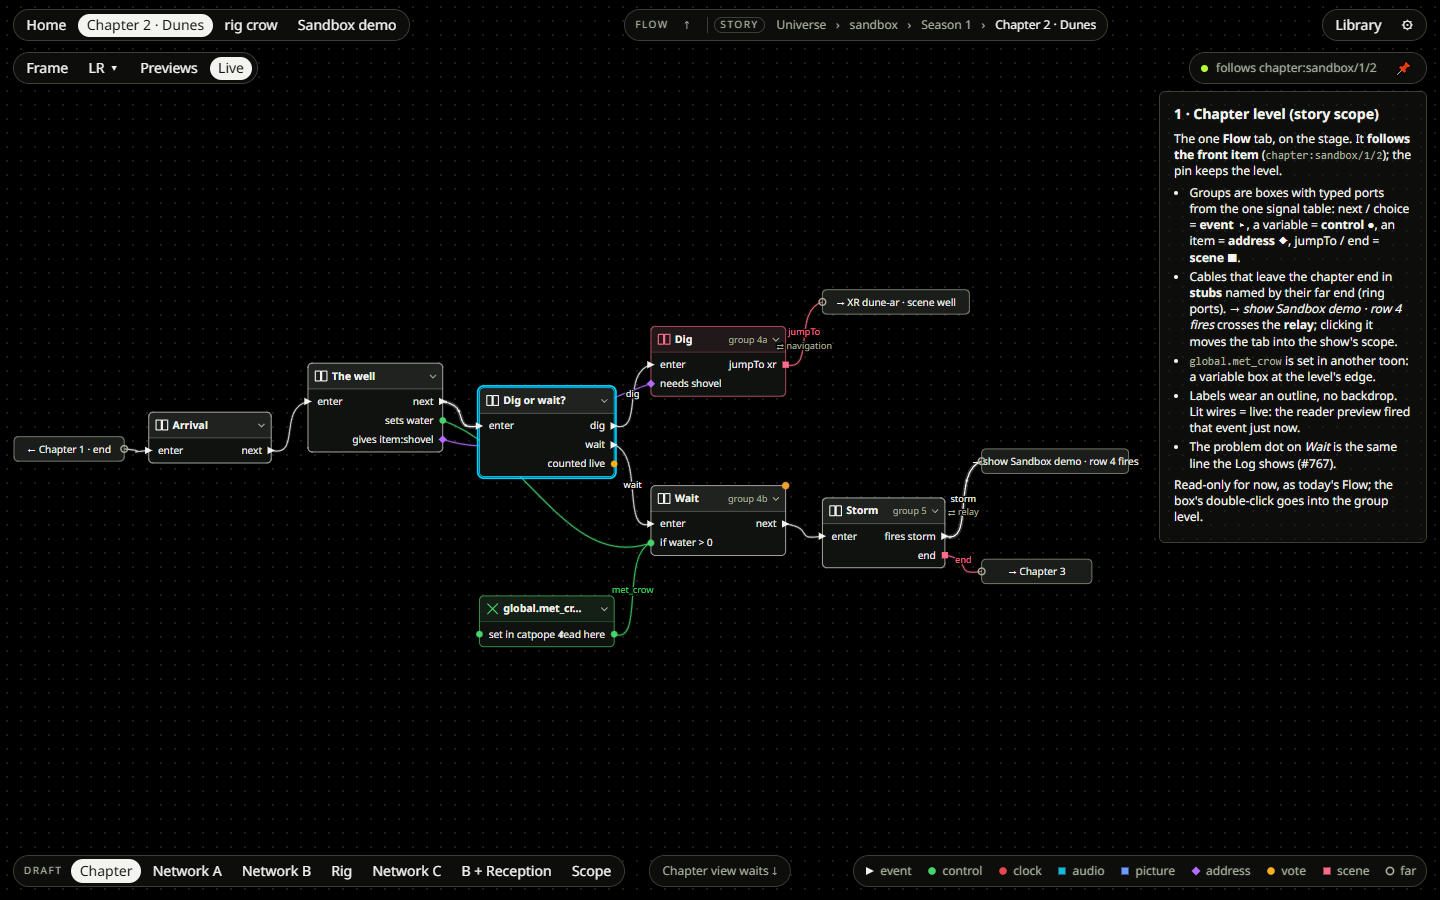 Home Chapter 2 · Dunes rig crow Sandbox demo
FLOW ↑ STORY Universe › sandbox › Season 1 › Chapter 2 · Dunes
Library
Frame LR ▾ Previews Live
follows chapter:sandbox/1/2
1 · Chapter level (story scope)
The one Flow tab, on the stage. It follows
the front item (chapter:sandbox/1/2); the
pin keeps the level.
• Groups are boxes with typed ports
from the one signal table: next / choice
= event ▸, a variable = control ●, an
item = address ◆, jumpTo / end =
scene ■.
• Cables that leave the chapter end in
stubs named by their far end (ring
ports). → show Sandbox demo · row 4
fires crosses the relay; clicking it
moves the tab into the show's scope.
• global.met_crow is set in another toon:
a variable box at the level's edge.
• Labels wear an outline, no backdrop.
Lit wires = live: the reader preview fired
that event just now.
• The problem dot on Wait is the same
line the Log shows (#767).
Read-only for now, as today's Flow; the
box's double-click goes into the group
level.
← Chapter 1 · end
Arrival
enter next
The well
enter next
sets water
gives item:shovel
Dig or wait?
enter
dig
wait
counted live
dig
wait
Dig group 4a
enter jumpTo xr
needs shovel
jumpTo
⇄ navigation
→ XR dune-ar · scene well
Wait group 4b
enter next
if water > 0
met_crow
global.met_cr...
set in catpope 4 read here
Storm group 5
enter fires storm
end
storm
⇄ relay
→ show Sandbox demo · row 4 fires
end
→ Chapter 3
DRAFT Chapter Network A Network B Rig Network C B + Reception Scope
Chapter view waits ↓
event control clock audio picture address vote scene far